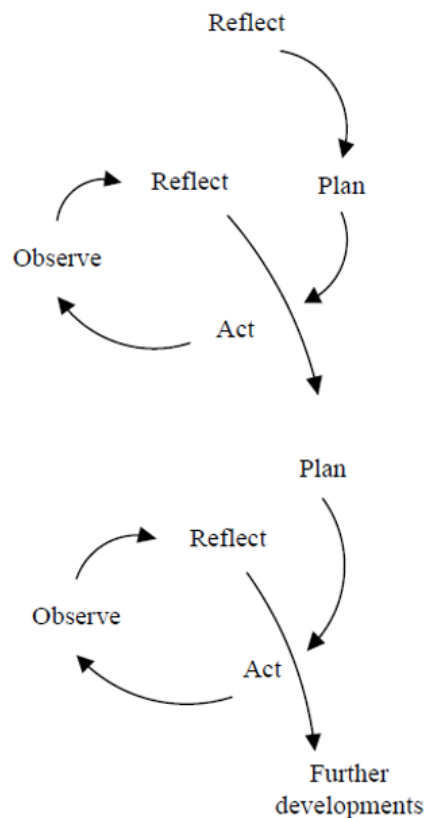 Reflect
Reflect
Plan
Observe
Act
Plan
Reflect
Observe
Act
Further
developments